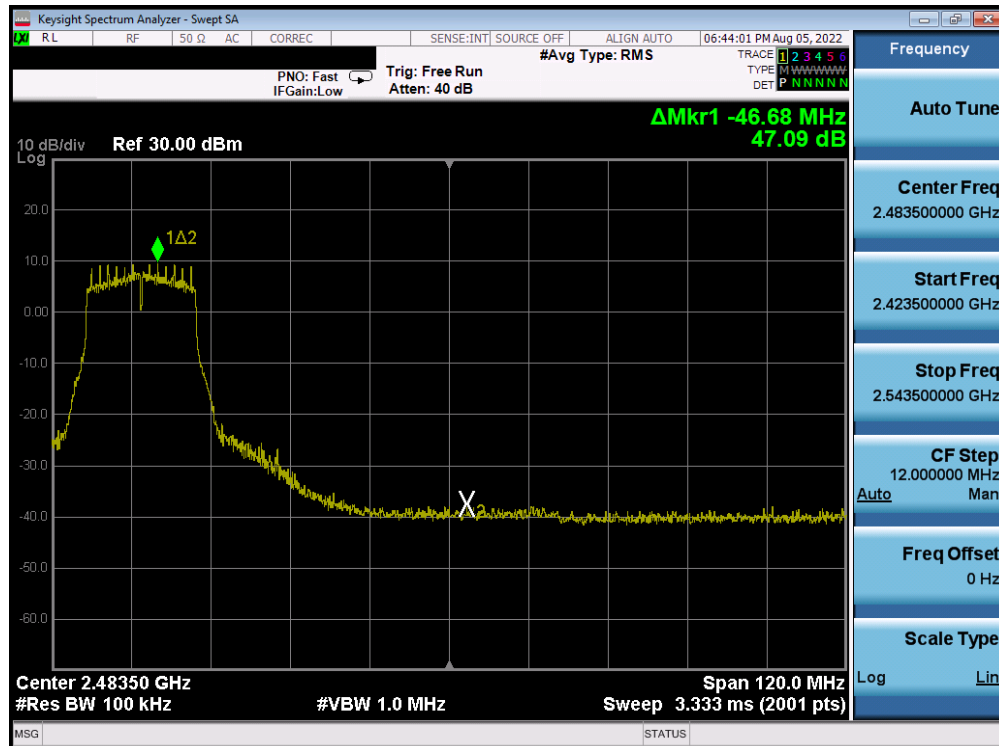 Keysight Spectrum Analyzer - Swept SA
LXI RL RF 50 Ω AC CORREC SENSE:INT SOURCE OFF ALIGN AUTO 06:44:01 PM Aug 05, 2022
#Avg Type: RMS
TRACE 1 2 3 4 5 6
TYPE M W W W W W
DET P N N N N N
PNO: Fast
IFGain:Low
Trig: Free Run
Atten: 40 dB
ΔMkr1 -46.68 MHz
47.09 dB
10 dB/div Ref 30.00 dBm
Log
20.0
10.0
0.00
-10.0
-20.0
-30.0
-40.0
-50.0
-60.0
1Δ2
Center 2.48350 GHz
Span 120.0 MHz
#Res BW 100 kHz
#VBW 1.0 MHz
Sweep 3.333 ms (2001 pts)
MSG
STATUS
Frequency
Auto Tune
Center Freq
2.483500000 GHz
Start Freq
2.423500000 GHz
Stop Freq
2.543500000 GHz
CF Step
12.000000 MHz
Auto Man
Freq Offset
0 Hz
Scale Type
Log Lin